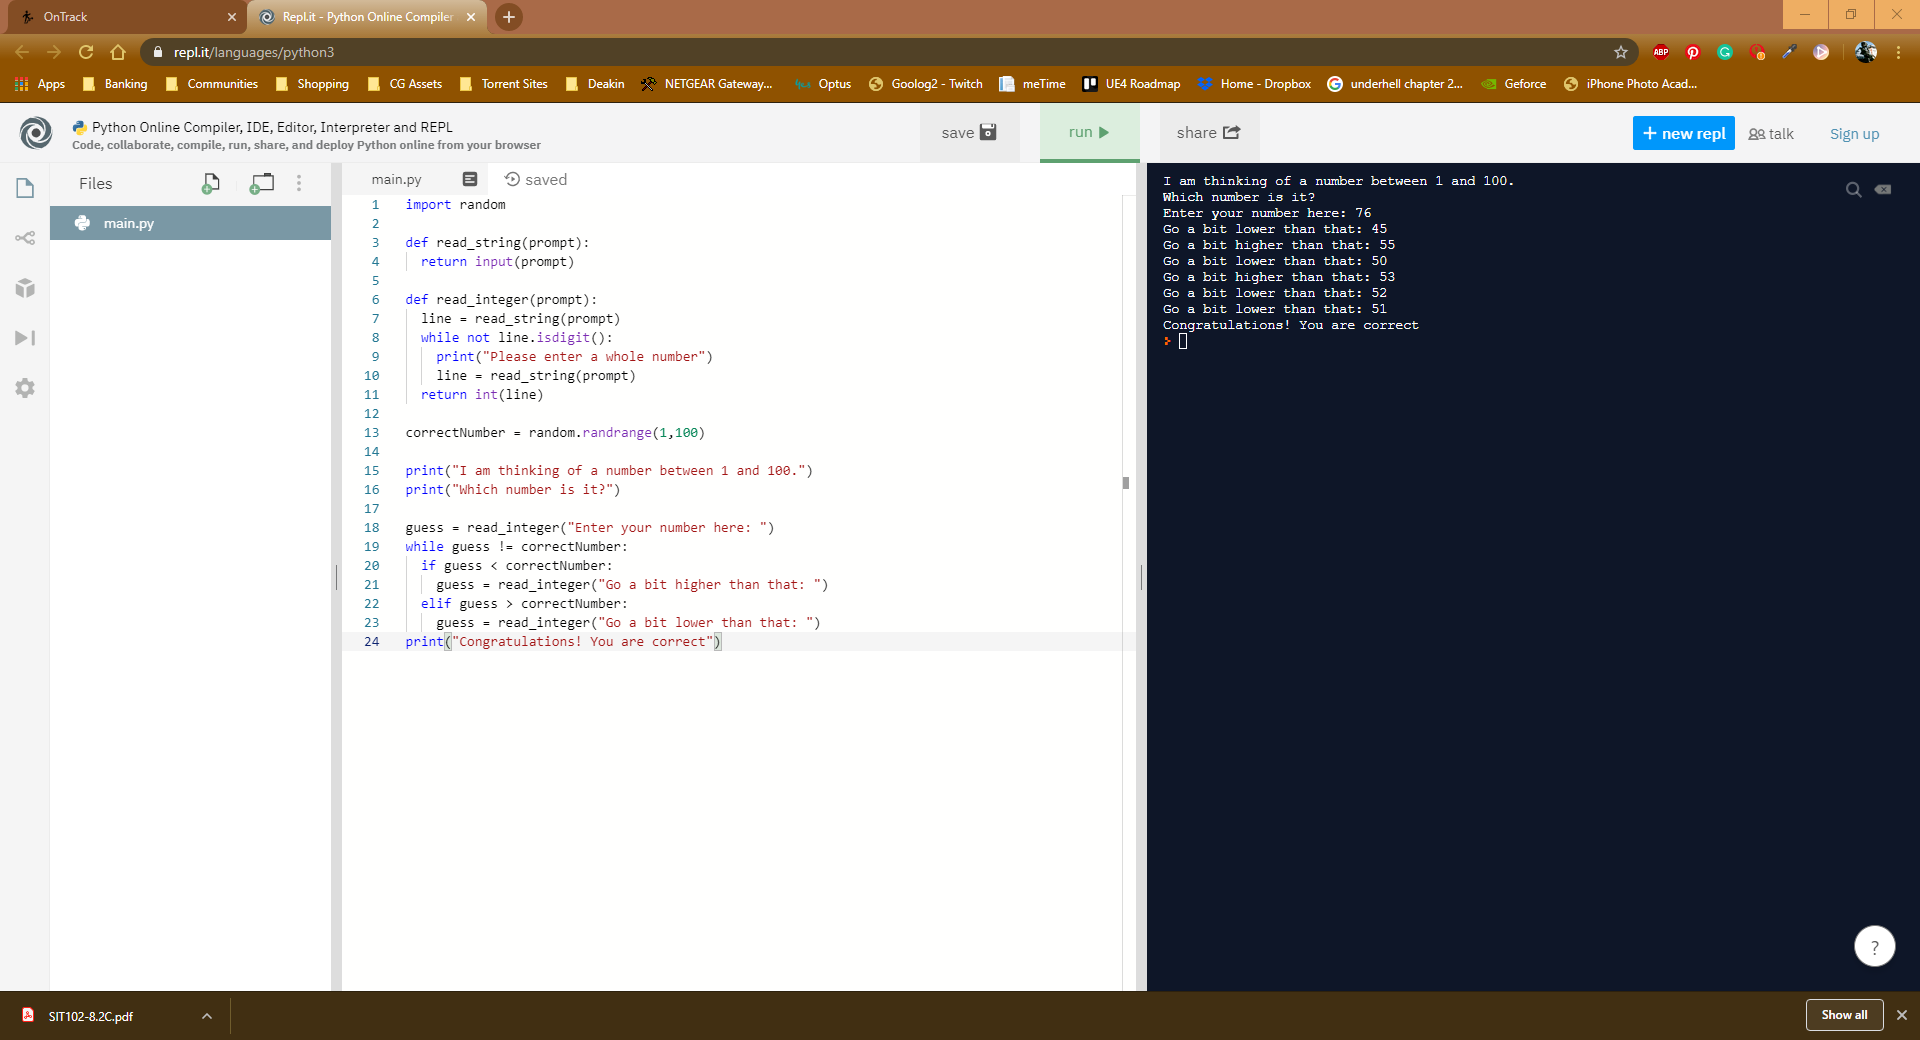 OnTrack
Repl.it - Python Online Compiler
repl.it/languages/python3
ABP
Apps Banking Communities Shopping CG Assets Torrent Sites Deakin NETGEAR Gateway... Optus Goolog2 - Twitch meTime UE4 Roadmap Home - Dropbox underhell chapter 2... Geforce iPhone Photo Acad...
Python Online Compiler, IDE, Editor, Interpreter and REPL
Code, collaborate, compile, run, share, and deploy Python online from your browser
save
run
share
+ new repl
talk
Sign up
Files
main.py
main.py
saved
1 import random
2
3 def read_string(prompt):
4 return input(prompt)
5
6 def read_integer(prompt):
7 line = read_string(prompt)
8 while not line.isdigit():
9 print("Please enter a whole number")
10 line = read_string(prompt)
11 return int(line)
12
13 correctNumber = random.randrange(1,100)
14
15 print("I am thinking of a number between 1 and 100.")
16 print("Which number is it?")
17
18 guess = read_integer("Enter your number here: ")
19 while guess != correctNumber:
20 if guess < correctNumber:
21 guess = read_integer("Go a bit higher than that: ")
22 elif guess > correctNumber:
23 guess = read_integer("Go a bit lower than that: ")
24 print("Congratulations! You are correct")
I am thinking of a number between 1 and 100.
Which number is it?
Enter your number here: 76
Go a bit lower than that: 45
Go a bit higher than that: 55
Go a bit lower than that: 50
Go a bit higher than that: 53
Go a bit lower than that: 52
Go a bit lower than that: 51
Congratulations! You are correct
?
SIT102-8.2C.pdf
Show all